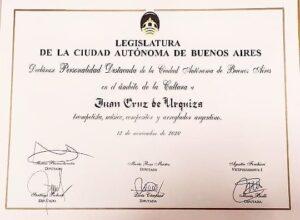 LEGISLATURA
DE LA CIUDAD AUTÓNOMA DE BUENOS AIRES
Declárase Personalidad Destacada de la Ciudad Autónoma de Buenos Aires
en el ámbito de la Cultura a
Juan Cruz de Urquiza
trompetista, músico, compositor y arreglador argentino.
12 de noviembre de 2020
DIPUTADA
DIPUTADA
VICEPRESIDENTE I
DIPUTADO
DIPUTADA
DIPUTADA